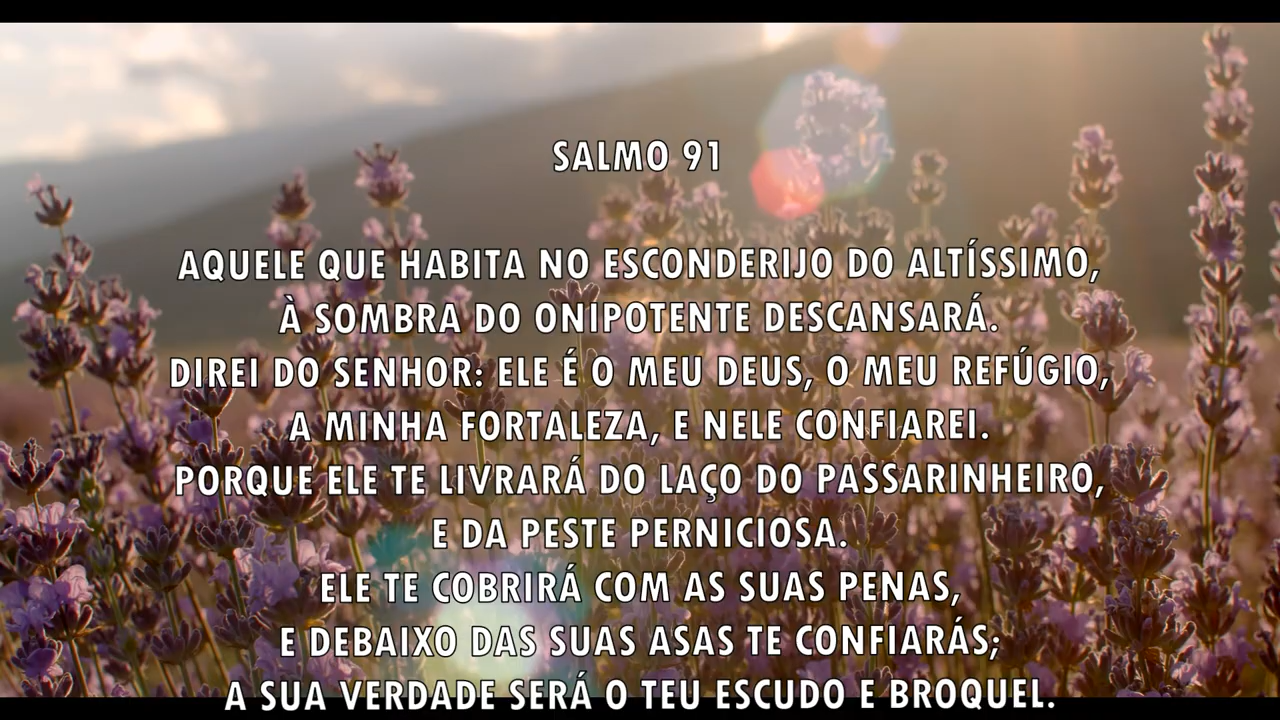 SALMO 91
AQUELE QUE HABITA NO ESCONDERIJO DO ALTÍSSIMO,
À SOMBRA DO ONIPOTENTE DESCANSARÁ.
DIREI DO SENHOR: ELE É O MEU DEUS, O MEU REFÚGIO,
A MINHA FORTALEZA, E NELE CONFIAREI.
PORQUE ELE TE LIVRARÁ DO LAÇO DO PASSARINHEIRO,
E DA PESTE PERNICIOSA.
ELE TE COBRIRÁ COM AS SUAS PENAS,
E DEBAIXO DAS SUAS ASAS TE CONFIARÁS;
A SUA VERDADE SERÁ O TEU ESCUDO E BROQUEL.